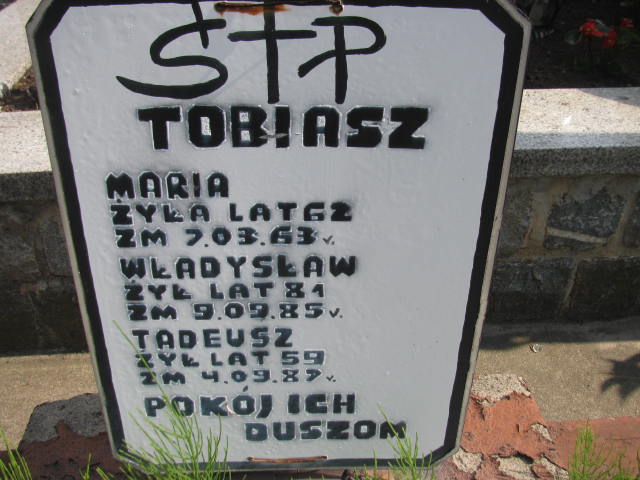 ŚTP
TOBIASZ
MARIA
ŻYŁA LAT 62
ZM 7.03.63 r.
WŁADYSŁAW
ŻYŁ LAT 81
ZM 9.09.85 r.
TADEUSZ
ŻYŁ LAT 59
ZM 4.09.87 r.
POKÓJ ICH
DUSZOM